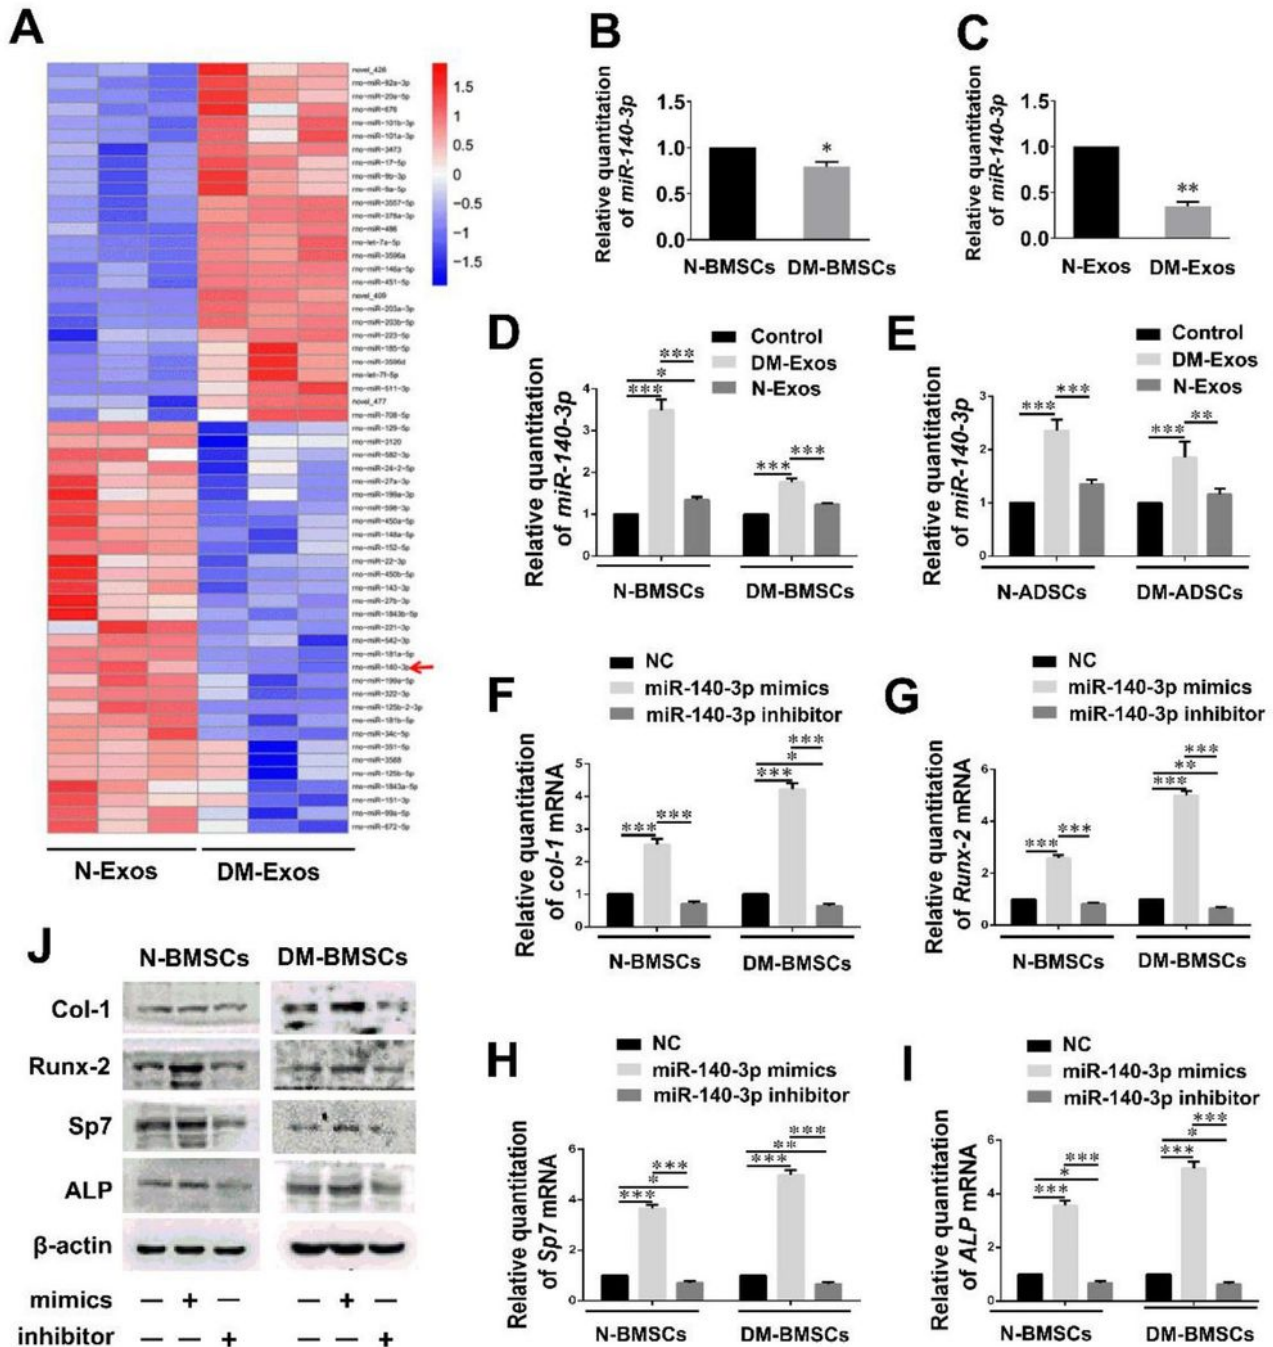 A
novel_428
rno-miR-92a-3p
rno-miR-20a-5p
rno-miR-676
rno-miR-101b-3p
rno-miR-101a-3p
rno-miR-3473
rno-miR-17-5p
rno-miR-9b-3p
rno-miR-9a-5p
rno-miR-3557-5p
rno-miR-378a-3p
rno-miR-486
rno-let-7a-5p
rno-miR-3596a
rno-miR-146a-5p
rno-miR-451-5p
rno-miR-203a-3p
rno-miR-203b-5p
rno-miR-223-5p
rno-miR-185-5p
rno-miR-3596d
rno-let-7f-5p
rno-miR-511-3p
novel_477
rno-miR-708-5p
rno-miR-129-5p
rno-miR-3120
rno-miR-582-3p
rno-miR-24-2-5p
rno-miR-27a-3p
rno-miR-199a-3p
rno-miR-598-3p
rno-miR-450a-5p
rno-miR-148a-5p
rno-miR-152-5p
rno-miR-22-3p
rno-miR-450b-5p
rno-miR-143-3p
rno-miR-27b-3p
rno-miR-1843b-5p
rno-miR-221-3p
rno-miR-542-3p
rno-miR-181a-5p
rno-miR-140-3p
rno-miR-199a-5p
rno-miR-322-3p
rno-miR-125b-2-3p
rno-miR-181b-5p
rno-miR-34c-5p
rno-miR-351-5p
rno-miR-3588
rno-miR-125b-5p
rno-miR-1843a-5p
rno-miR-151-3p
rno-miR-99a-5p
rno-miR-672-5p
1.5
1
0.5
0
−0.5
−1
−1.5
N-Exos DM-Exos
B
Relative quantitation
of miR-140-3p
1.5
1.0
0.5
0.0
*
N-BMSCs DM-BMSCs
C
Relative quantitation
of miR-140-3p
1.5
1.0
0.5
0.0
**
N-Exos DM-Exos
D
Control
DM-Exos
N-Exos
Relative quantitation
of miR-140-3p
4
3
2
1
0
***
*
***
*** ***
N-BMSCs DM-BMSCs
E
Control
DM-Exos
N-Exos
Relative quantitation
of miR-140-3p
3
2
1
0
*** ***
*** **
N-ADSCs DM-ADSCs
F
NC
miR-140-3p mimics
miR-140-3p inhibitor
Relative quantitation
of col-1 mRNA
5
4
3
2
1
0
*** ***
***
*
***
N-BMSCs DM-BMSCs
G
NC
miR-140-3p mimics
miR-140-3p inhibitor
Relative quantitation
of Runx-2 mRNA
6
4
2
0
*** ***
***
**
***
N-BMSCs DM-BMSCs
H
NC
miR-140-3p mimics
miR-140-3p inhibitor
Relative quantitation
of Sp7 mRNA
6
4
2
0
***
*
***
***
**
***
N-BMSCs DM-BMSCs
I
NC
miR-140-3p mimics
miR-140-3p inhibitor
Relative quantitation
of ALP mRNA
6
4
2
0
***
*
***
***
*
***
N-BMSCs DM-BMSCs
J
N-BMSCs DM-BMSCs
Col-1
Runx-2
Sp7
ALP
β-actin
mimics — + — — + —
inhibitor — — + — — +